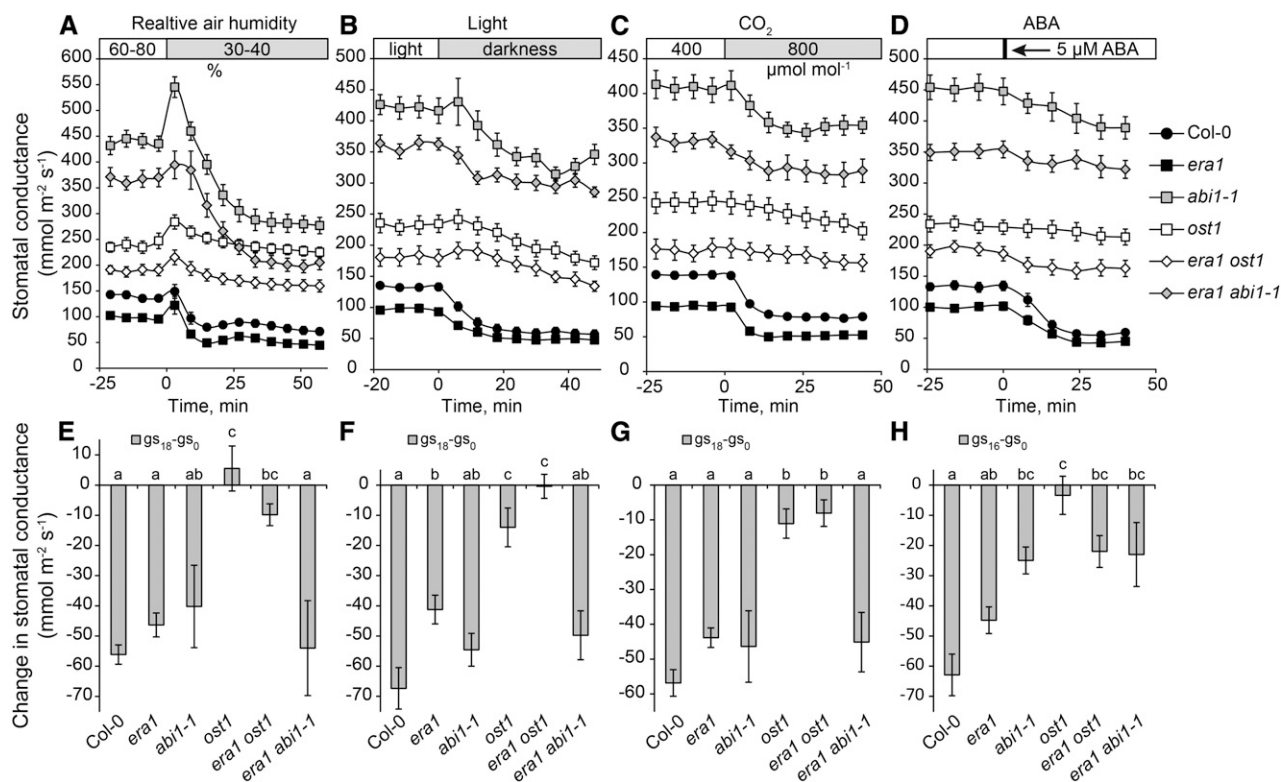 A Realtive air humidity
60-80 30-40
%
B Light
light darkness
C CO₂
400 800
µmol mol⁻¹
D ABA
5 µM ABA
Stomatal conductance
(mmol m⁻² s⁻¹)
600
550
500
450
400
350
300
250
200
150
100
50
0
-25 0 25 50
Time, min
500
450
400
350
300
250
200
150
100
50
0
-20 0 20 40
Time, min
450
400
350
300
250
200
150
100
50
0
-25 0 25 50
Time, min
500
450
400
350
300
250
200
150
100
50
0
-25 0 25 50
Time, min
Col-0
era1
abi1-1
ost1
era1 ost1
era1 abi1-1
Change in stomatal conductance
(mmol m⁻² s⁻¹)
E gs₁₈-gs₀
a a ab c bc a
10
0
-10
-20
-30
-40
-50
-60
-70
Col-0 era1 abi1-1 ost1 era1 ost1 era1 abi1-1
F gs₁₈-gs₀
a b ab c c ab
0
-10
-20
-30
-40
-50
-60
-70
Col-0 era1 abi1-1 ost1 era1 ost1 era1 abi1-1
G gs₁₈-gs₀
a a a b b a
0
-10
-20
-30
-40
-50
-60
Col-0 era1 abi1-1 ost1 era1 ost1 era1 abi1-1
H gs₁₆-gs₀
a ab bc c bc bc
0
-10
-20
-30
-40
-50
-60
-70
Col-0 era1 abi1-1 ost1 era1 ost1 era1 abi1-1